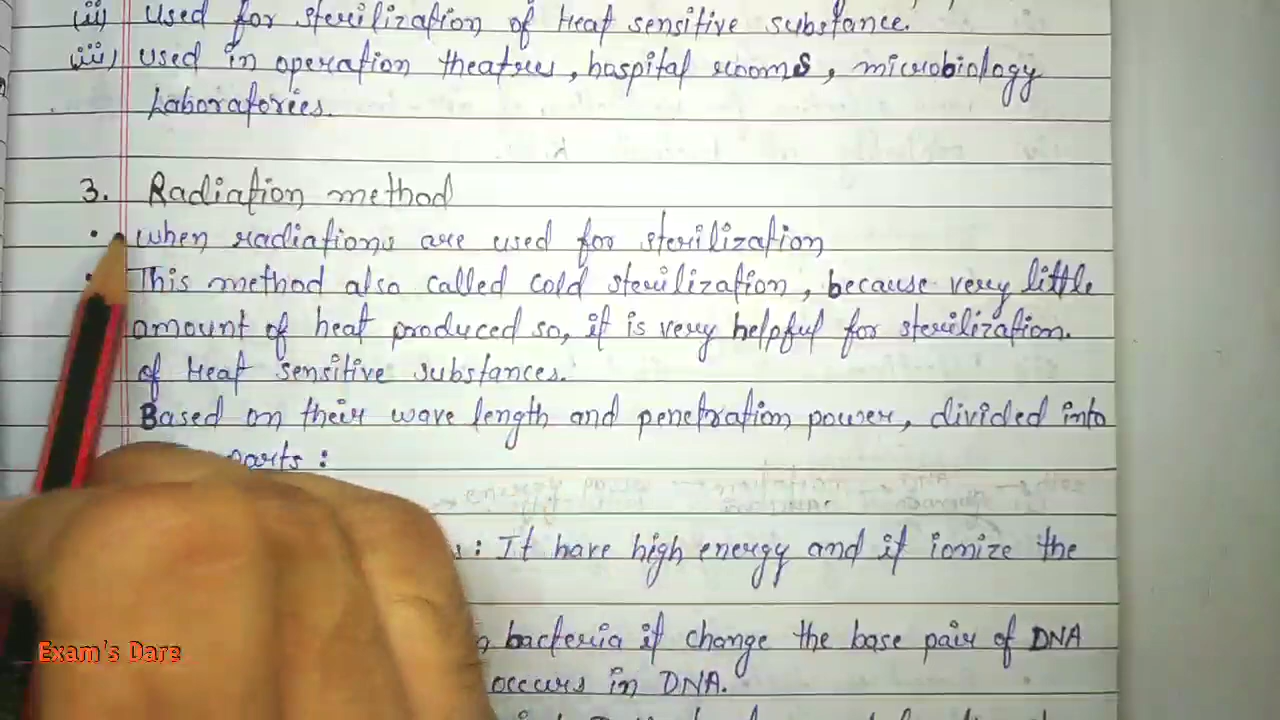 (ii) used for sterilization of Heat sensitive substance.
(iii) used in operation theatres, hospital rooms, microbiology
Laboratories.
3. Radiation method
• When radiations are used for sterilization
• This method also called cold sterilization, because very little
amount of heat produced so, it is very helpful for sterilization.
of Heat sensitive substances.
Based on their wave length and penetration power, divided into
parts :
: It have high energy and it ionize the
bacteria it change the base pair of DNA
occurs in DNA.
Exam's Dare